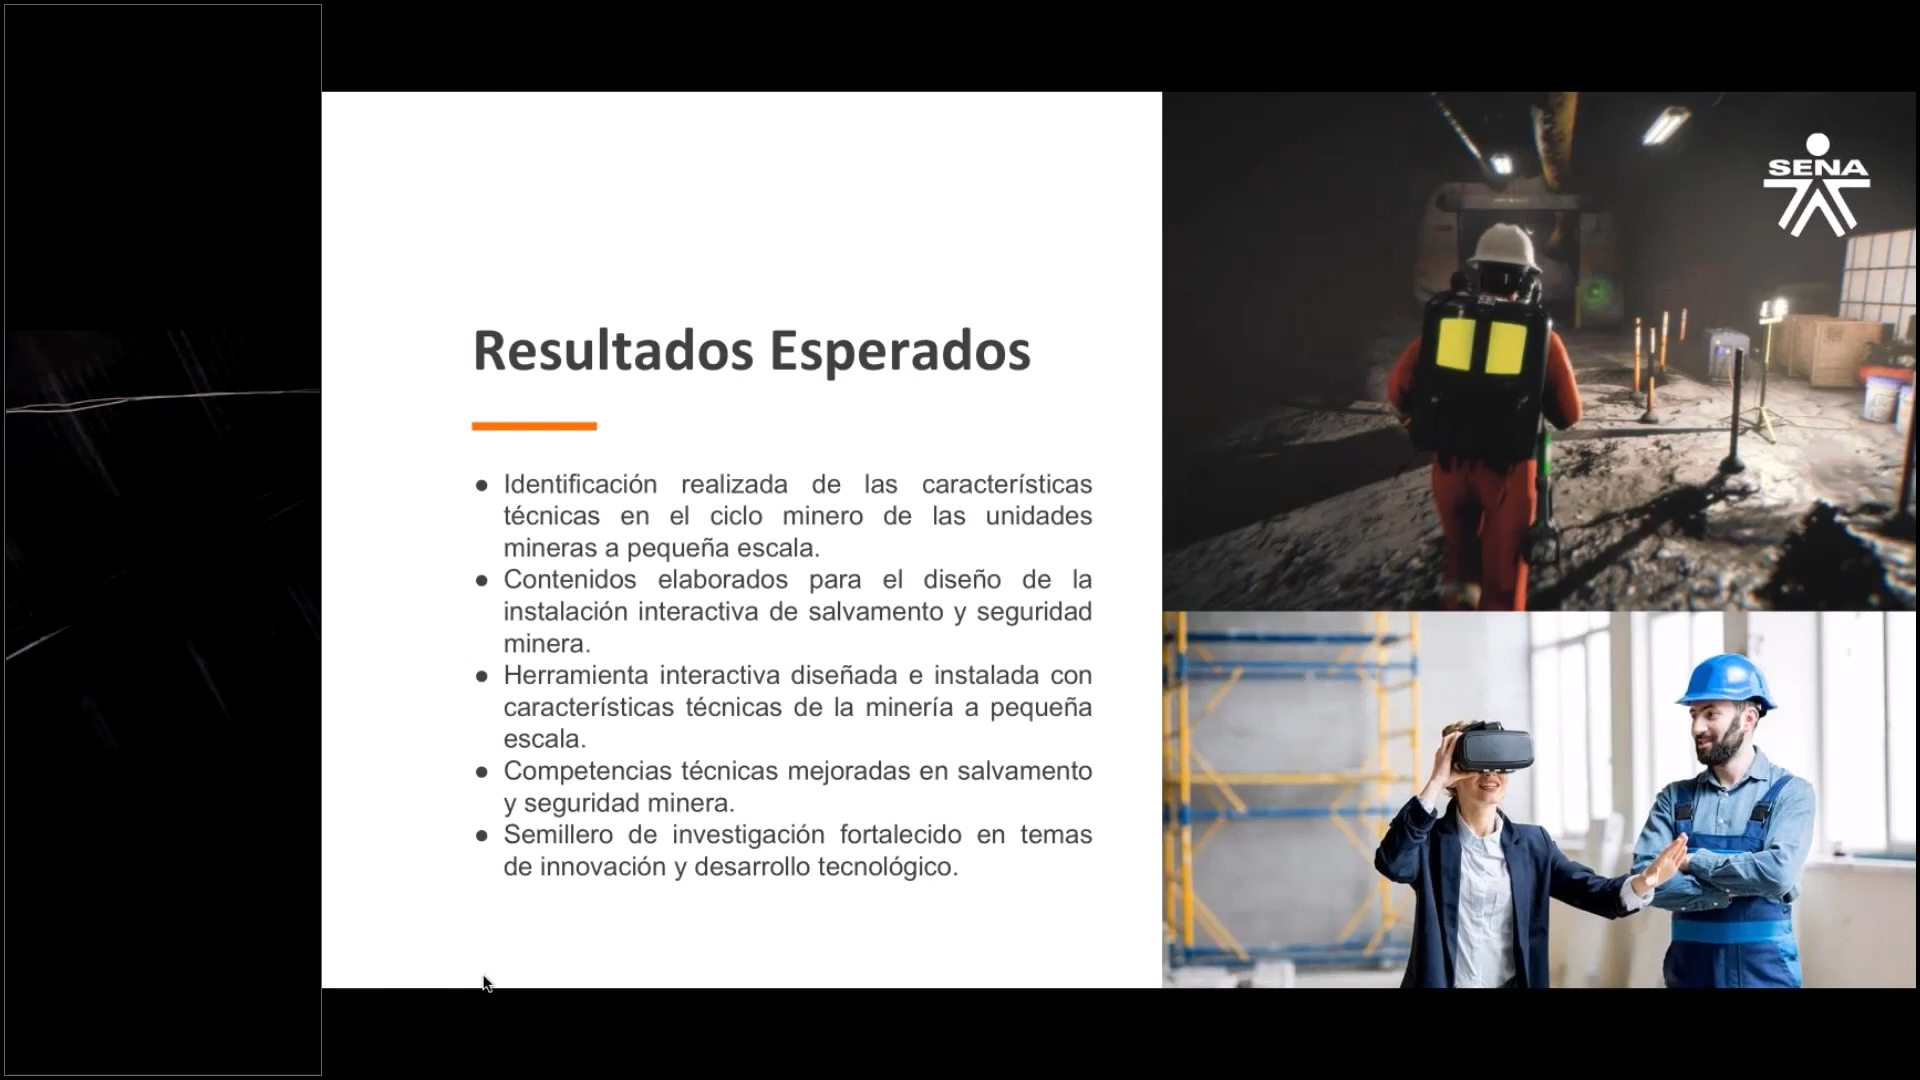 SENA
Resultados Esperados
● Identificación realizada de las características
técnicas en el ciclo minero de las unidades
mineras a pequeña escala.
● Contenidos elaborados para el diseño de la
instalación interactiva de salvamento y seguridad
minera.
● Herramienta interactiva diseñada e instalada con
características técnicas de la minería a pequeña
escala.
● Competencias técnicas mejoradas en salvamento
y seguridad minera.
● Semillero de investigación fortalecido en temas
de innovación y desarrollo tecnológico.